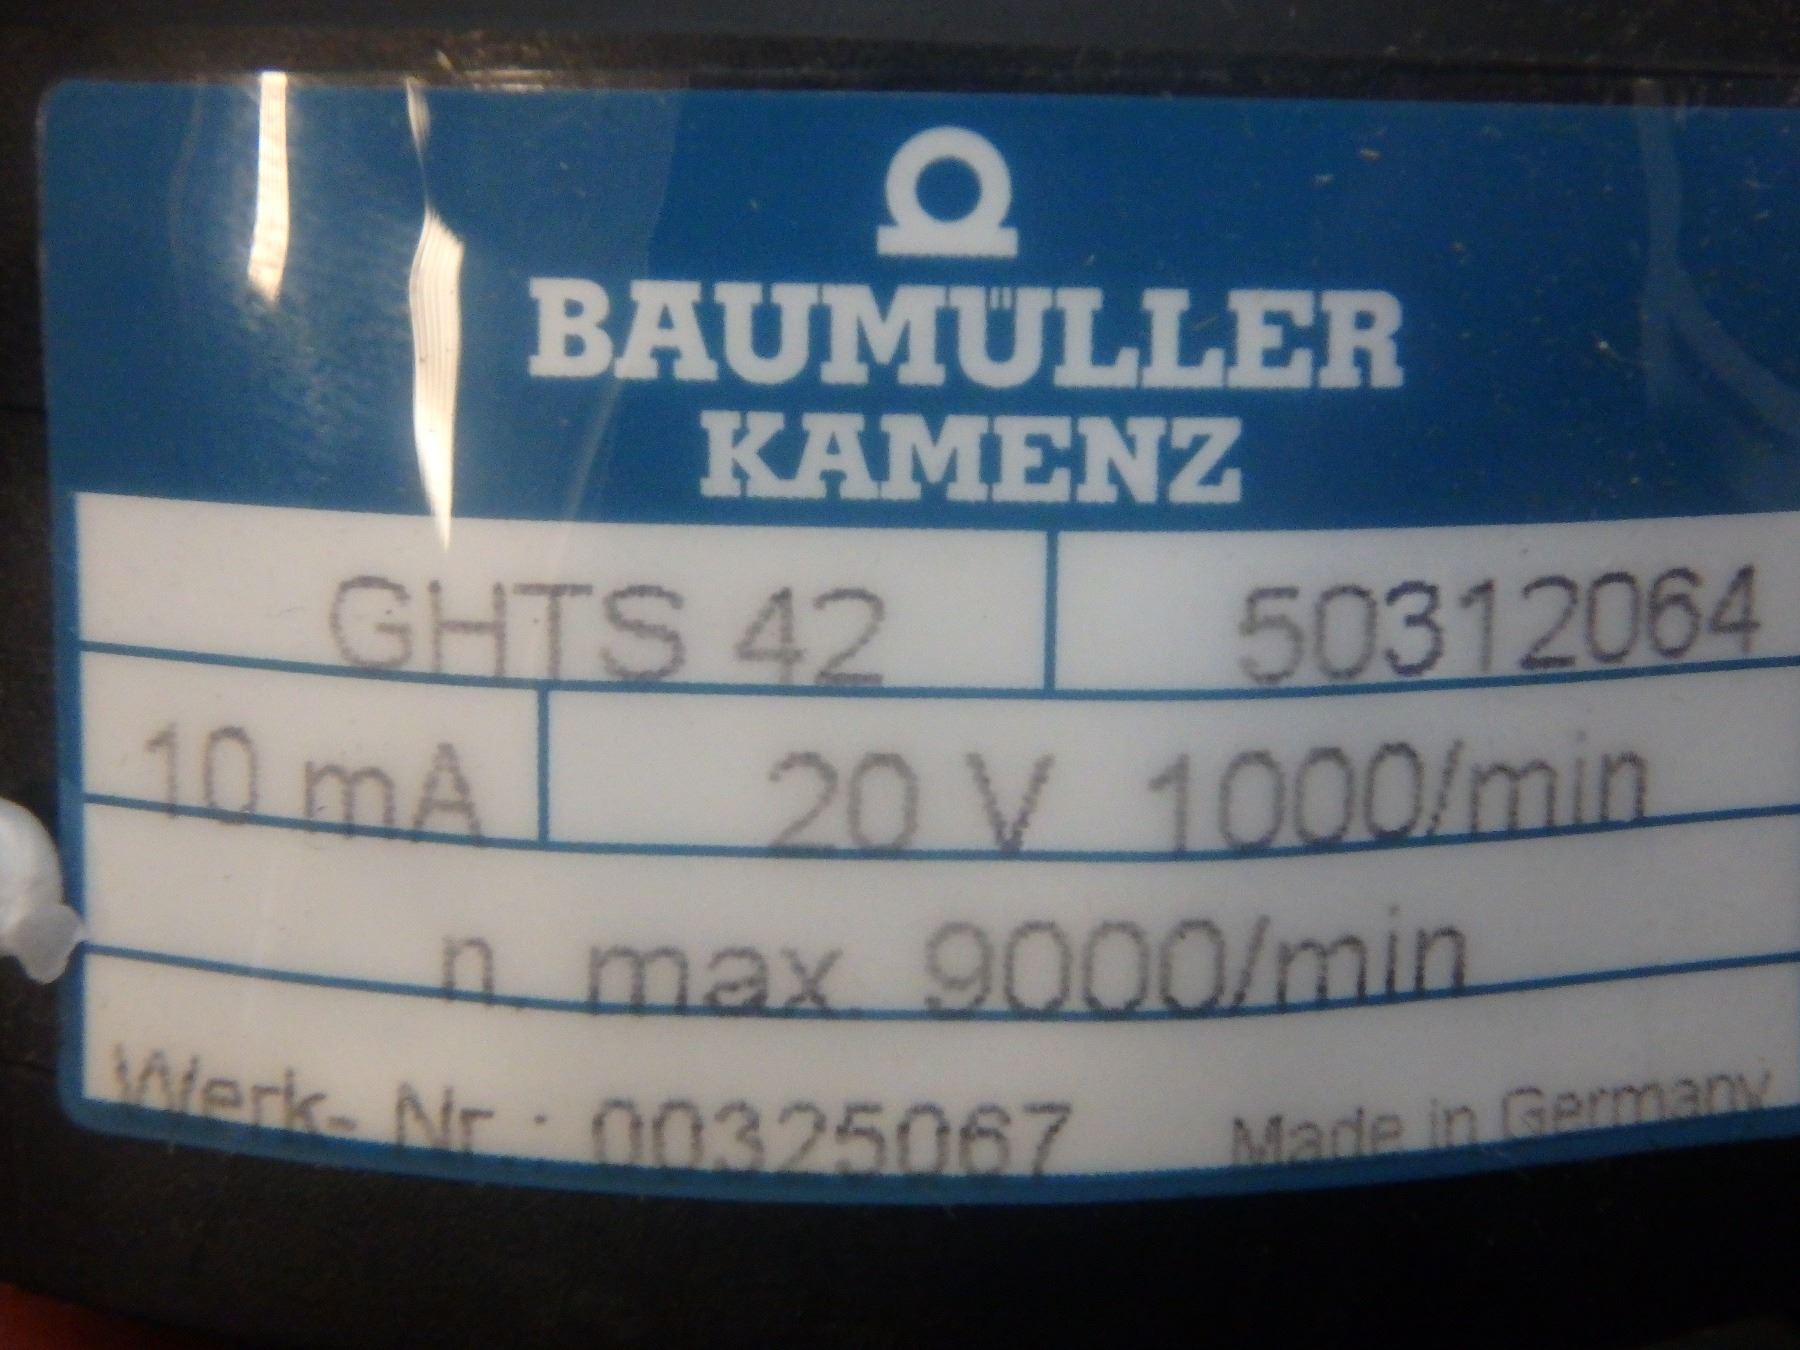 BAUMÜLLER
KAMENZ
GHTS 42 50312064
10 mA 20 V 1000/min
n. max. 9000/min
Werk- Nr.: 00325067 Made in Germany